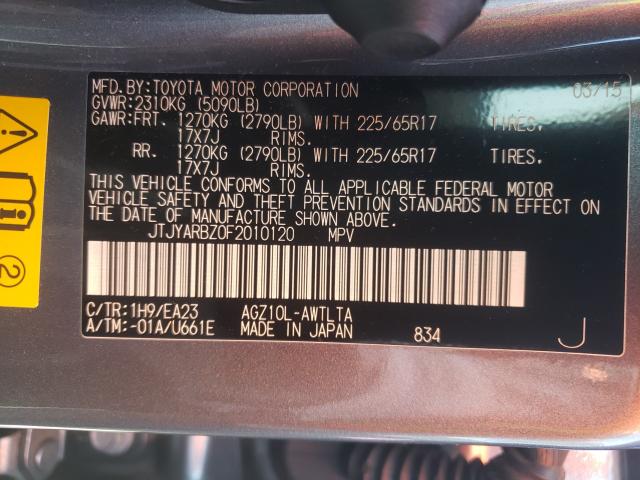 MFD.BY:TOYOTA MOTOR CORPORATION 03/15
GVWR:2310KG (5090LB)
GAWR:FRT. 1270KG (2790LB) WITH 225/65R17 TIRES.
17X7J RIMS.
RR. 1270KG (2790LB) WITH 225/65R17 TIRES.
17X7J RIMS.
THIS VEHICLE CONFORMS TO ALL APPLICABLE FEDERAL MOTOR
VEHICLE SAFETY AND THEFT PREVENTION STANDARDS IN EFFECT ON
THE DATE OF MANUFACTURE SHOWN ABOVE.
JTJYARBZ0F2010120 MPV
C/TR:1H9/EA23 AGZ10L-AWTLTA
A/TM:-01A/U661E MADE IN JAPAN 834
J
2